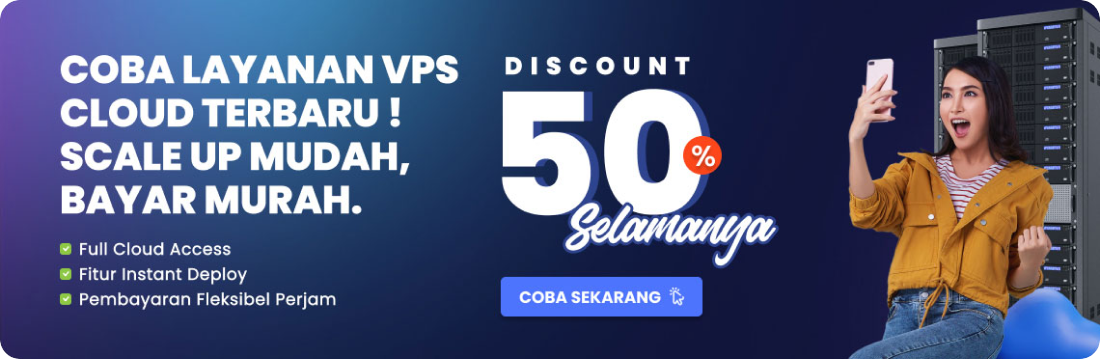 COBA LAYANAN VPS
CLOUD TERBARU !
SCALE UP MUDAH,
BAYAR MURAH.
Full Cloud Access
Fitur Instant Deploy
Pembayaran Fleksibel Perjam
DISCOUNT
50%
Selamanya
COBA SEKARANG